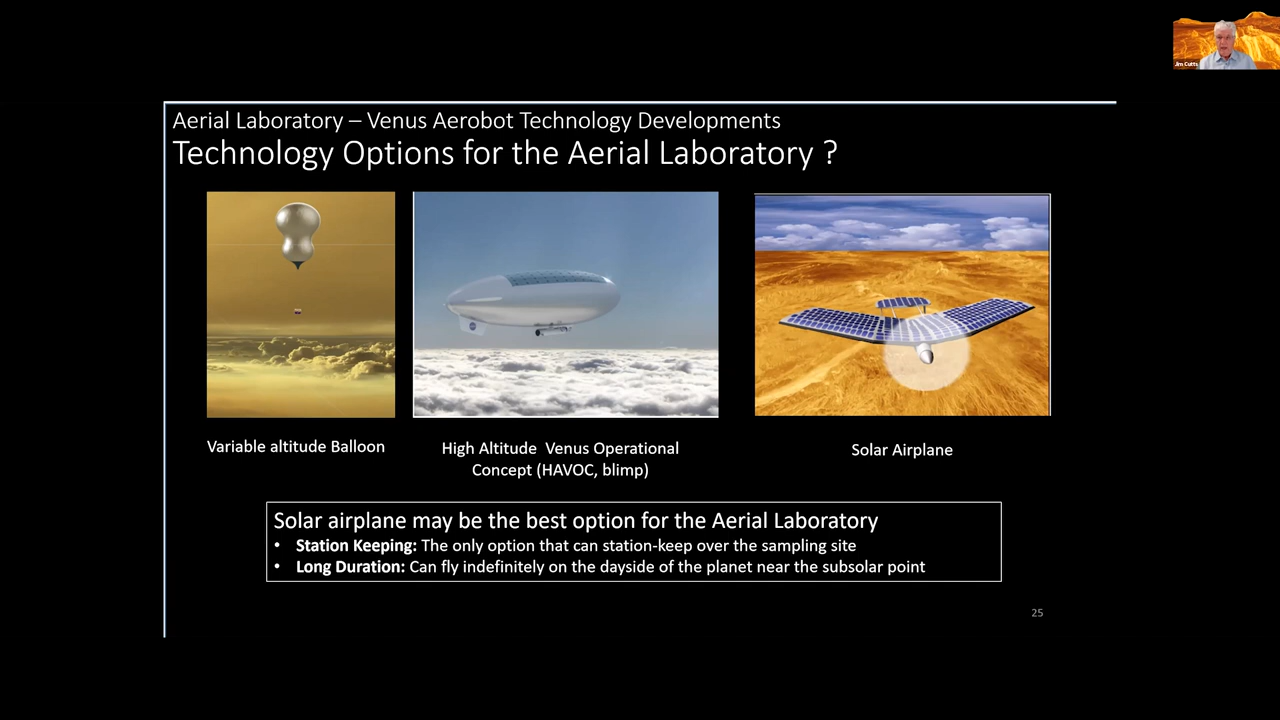 Jim Cutts
Aerial Laboratory – Venus Aerobot Technology Developments
Technology Options for the Aerial Laboratory ?
Variable altitude Balloon
High Altitude Venus Operational
Concept (HAVOC, blimp)
Solar Airplane
Solar airplane may be the best option for the Aerial Laboratory
• Station Keeping: The only option that can station-keep over the sampling site
• Long Duration: Can fly indefinitely on the dayside of the planet near the subsolar point
25